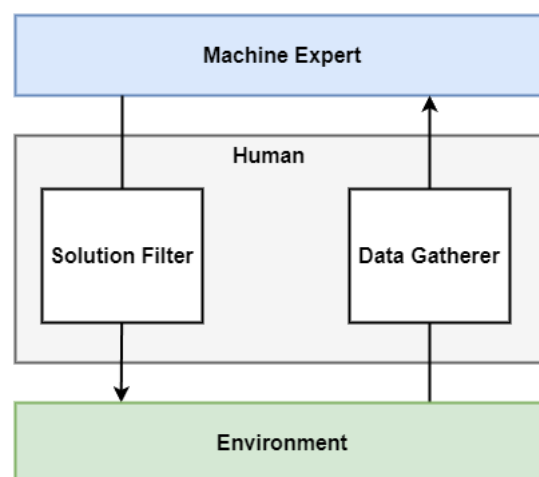 Machine Expert
Human
Solution Filter
Data Gatherer
Environment